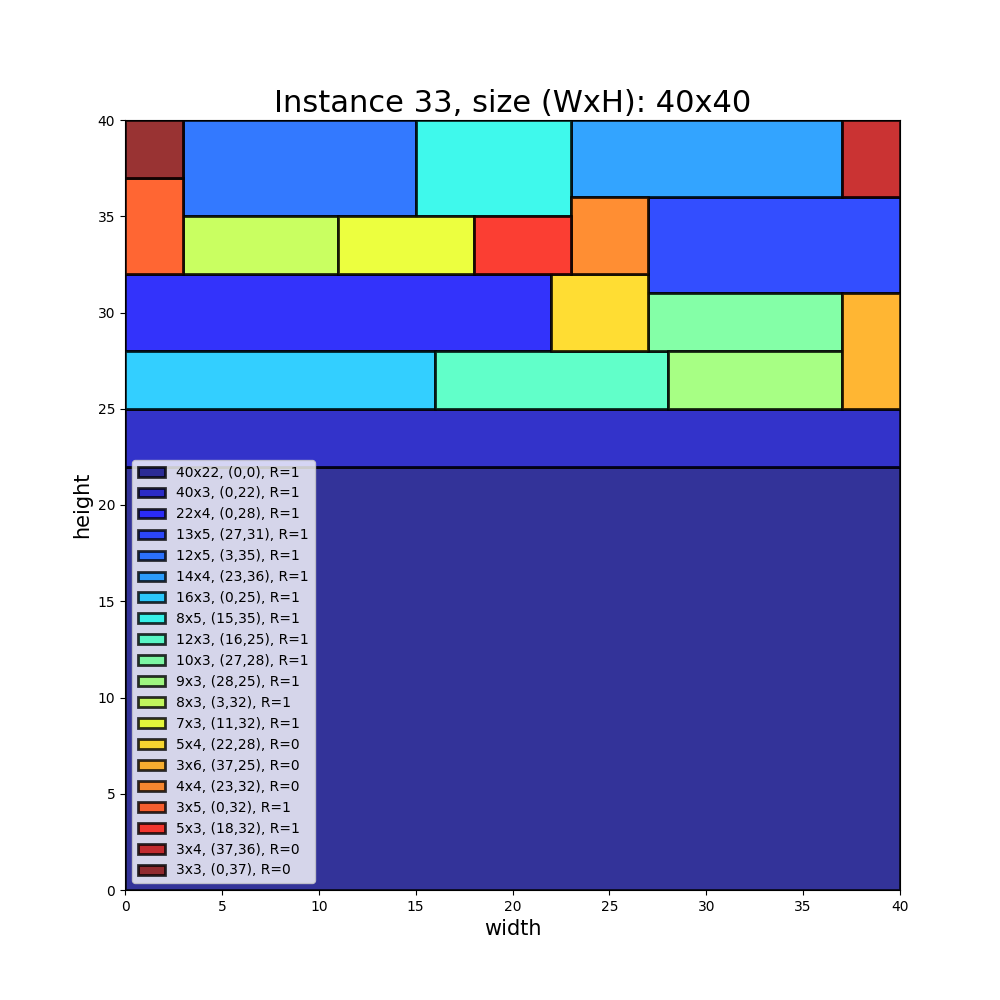 Instance 33, size (WxH): 40x40
40
35
30
25
20
15
10
5
0
height
40x22, (0,0), R=1
40x3, (0,22), R=1
22x4, (0,28), R=1
13x5, (27,31), R=1
12x5, (3,35), R=1
14x4, (23,36), R=1
16x3, (0,25), R=1
8x5, (15,35), R=1
12x3, (16,25), R=1
10x3, (27,28), R=1
9x3, (28,25), R=1
8x3, (3,32), R=1
7x3, (11,32), R=1
5x4, (22,28), R=0
3x6, (37,25), R=0
4x4, (23,32), R=0
3x5, (0,32), R=1
5x3, (18,32), R=1
3x4, (37,36), R=0
3x3, (0,37), R=0
0 5 10 15 20 25 30 35 40
width